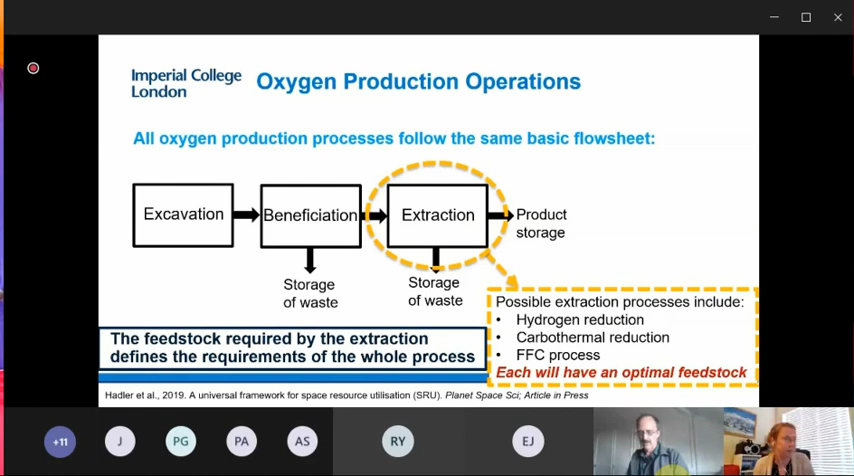 Imperial College
London
Oxygen Production Operations
All oxygen production processes follow the same basic flowsheet:
Excavation
Beneficiation
Extraction
Product
storage
Storage
of waste
Storage
of waste
Possible extraction processes include:
• Hydrogen reduction
• Carbothermal reduction
• FFC process
Each will have an optimal feedstock
The feedstock required by the extraction
defines the requirements of the whole process
Hadler et al., 2019. A universal framework for space resource utilisation (SRU). Planet Space Sci; Article in Press
+11
J
PG
PA
AS
RY
EJ